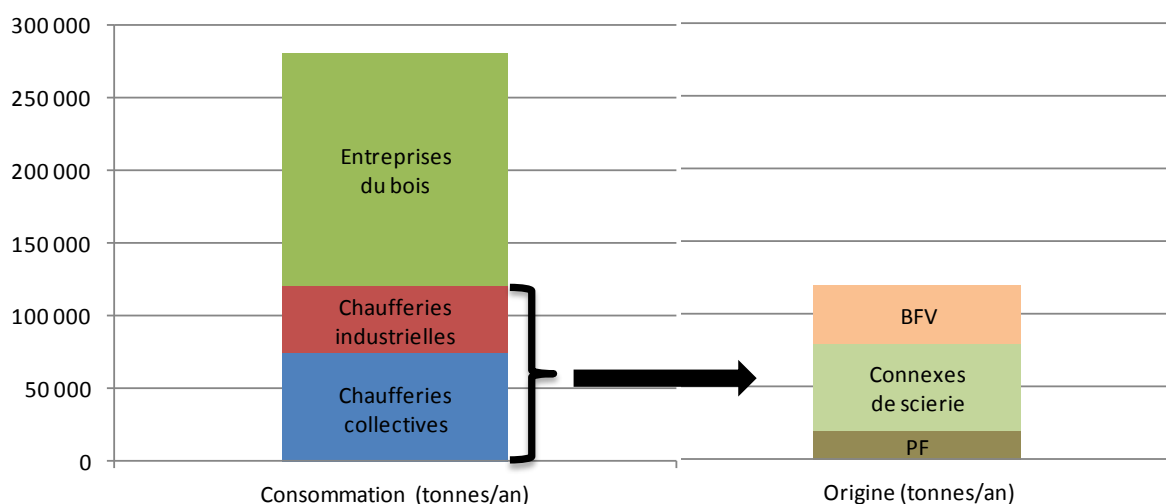 300 000
250 000
200 000
150 000
100 000
50 000
0
Entreprises
du bois
Chaufferies
industrielles
Chaufferies
collectives
Consommation (tonnes/an)
BFV
Connexes
de scierie
PF
Origine (tonnes/an)